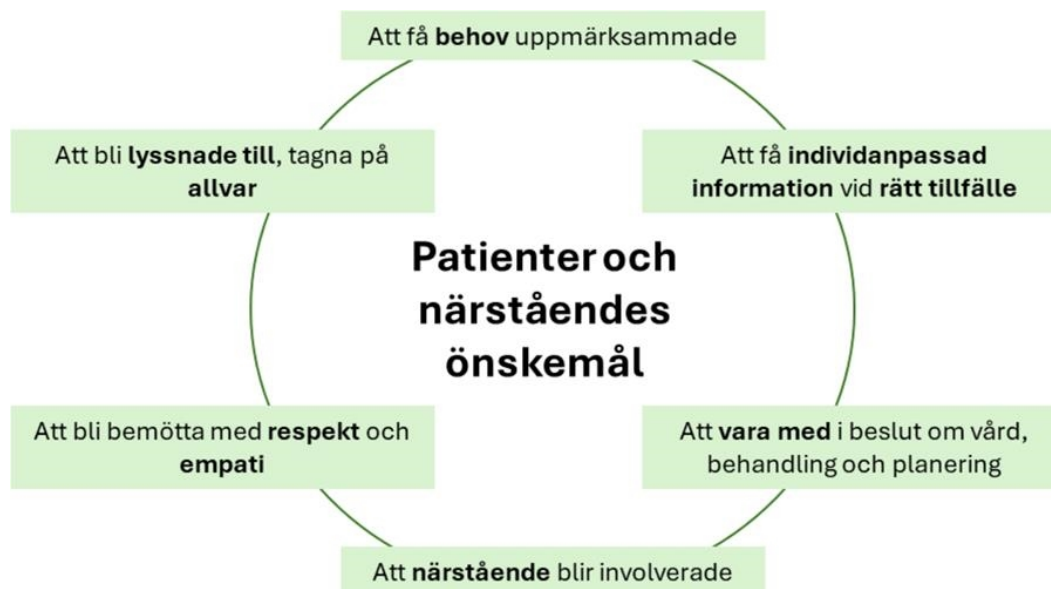 Att få behov uppmärksammade
Att bli lyssnade till, tagna på
allvar
Att få individanpassad
information vid rätt tillfälle
Patienter och
närståendes
önskemål
Att bli bemötta med respekt och
empati
Att vara med i beslut om vård,
behandling och planering
Att närstående blir involverade